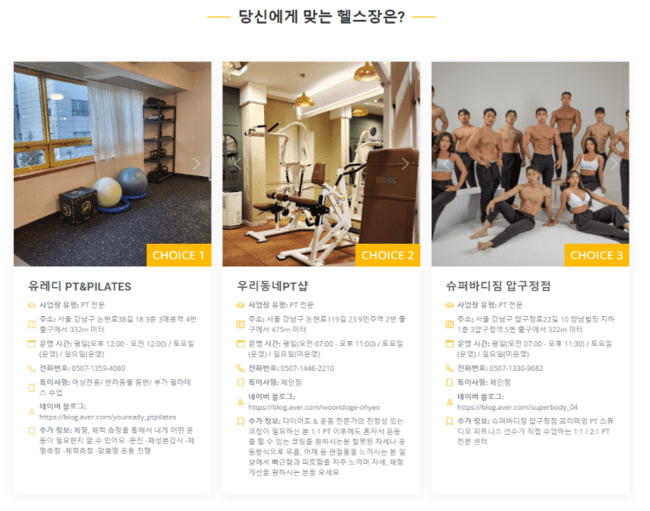 당신에게 맞는 헬스장은?
CHOICE 1
유레디 PT&PILATES
사업장 유형: PT 전문
주소: 서울 강남구 논현로38길 18 3층 3매봉역 4번
출구에서 332m 미터
운영 시간: 평일(오후 12:00 - 오전 12:00) / 토요일
(운영) / 일요일(운영)
전화번호: 0507-1359-4080
특이사항: 여성전용/ 반려동물 동반/ 부가 필라테
스 수업
네이버 블로그:
https://blog.aver.com/youready_ptpilates
추가 정보: 체형, 체력 측정을 통해서 내게 어떤 운
동이 필요한지 알 수 있어요 -문진 -체성분검사 -체
형측정 -체력측정 -맞춤형 운동 진행
CHOICE 2
우리동네PT샵
사업장 유형: PT 전문
주소: 서울 강남구 논현로119길 23 9언주역 2번 출
구에서 475m 미터
운영 시간: 평일(오전 07:00 - 오후 11:00) / 토요일
(운영) / 일요일(미운영)
전화번호: 0507-1446-2210
특이사항: 체인점
네이버 블로그:
https://blog.aver.com/wooridoge-ohyeo
추가 정보: 다이어트 & 운동 전문가의 진정성 있는
코칭이 필요하신 분 1:1 PT 이후에도 혼자서 운동
을 할 수 있는 코칭을 원하시는분 잘못된 자세나 운
동방식으로 무릎, 어깨 등 관절통을 느끼시는 분 일
상에서 뻐근함과 피로함을 자주 느끼며 자세, 체형
개선을 원하시는 분들 오세요
CHOICE 3
슈퍼바디짐 압구정점
사업장 유형: PT 전문
주소: 서울 강남구 압구정로22길 10 향남빌딩 지하
1층 3압구정역 5번 출구에서 322m 미터
운영 시간: 평일(오전 07:00 - 오후 11:30) / 토요일
(운영) / 일요일(미운영)
전화번호: 0507-1330-9682
특이사항: 체인점
네이버 블로그:
https://blog.aver.com/superbody_04
추가 정보: 슈퍼바디짐 압구정점 프리미엄 PT 스튜
디오 피트니스 선수가 직접 수업하는 1:1 / 2:1 PT
전문 센터